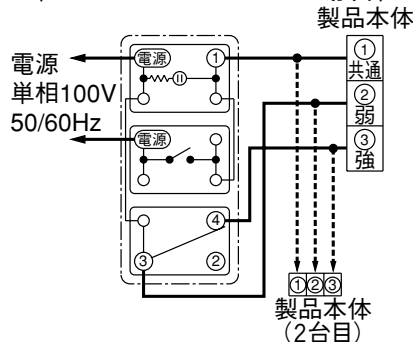 製品本体
①
共通
②
弱
③
強
電源
単相100V
50/60Hz
電源
①
電源
④
③
②
①②③
製品本体
（2台目）